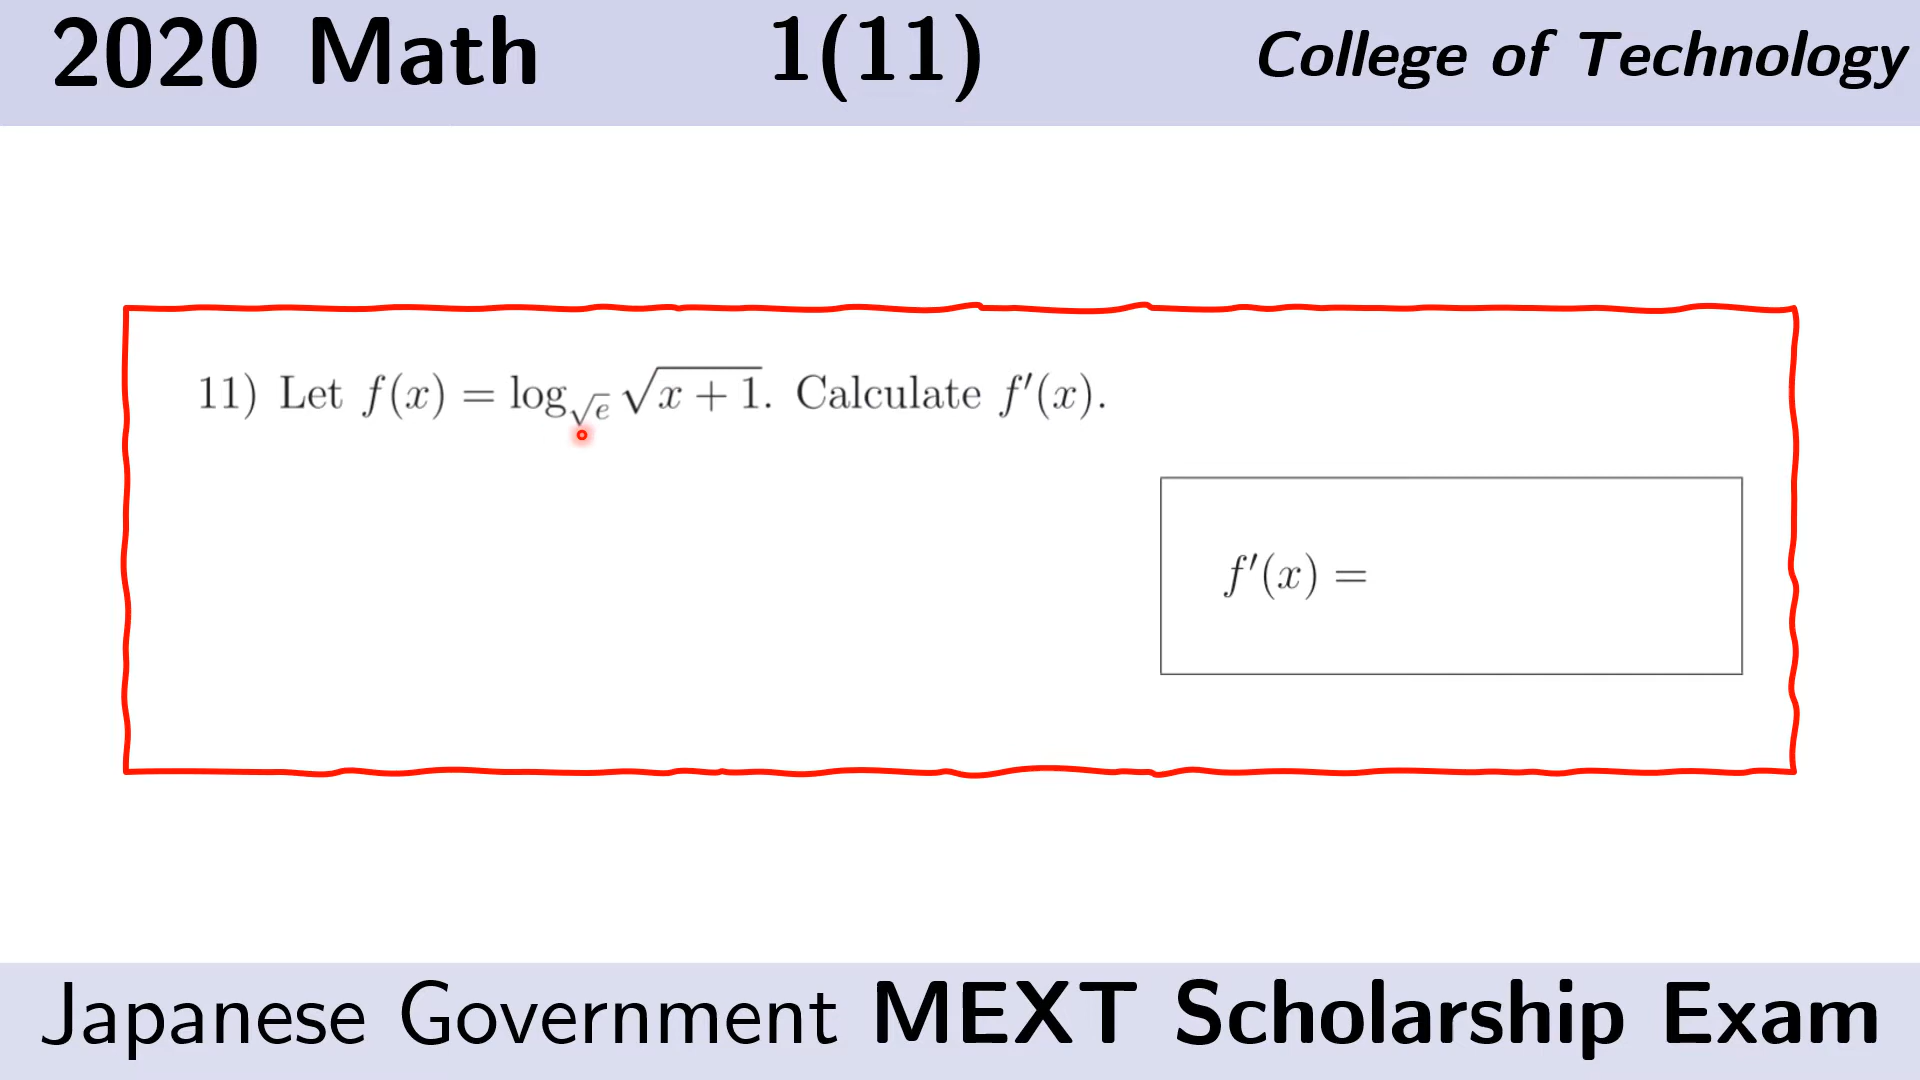 2020 Math 1(11) College of Technology
11) Let f(x) = log_{√e} √(x + 1). Calculate f′(x).
f′(x) =
Japanese Government MEXT Scholarship Exam